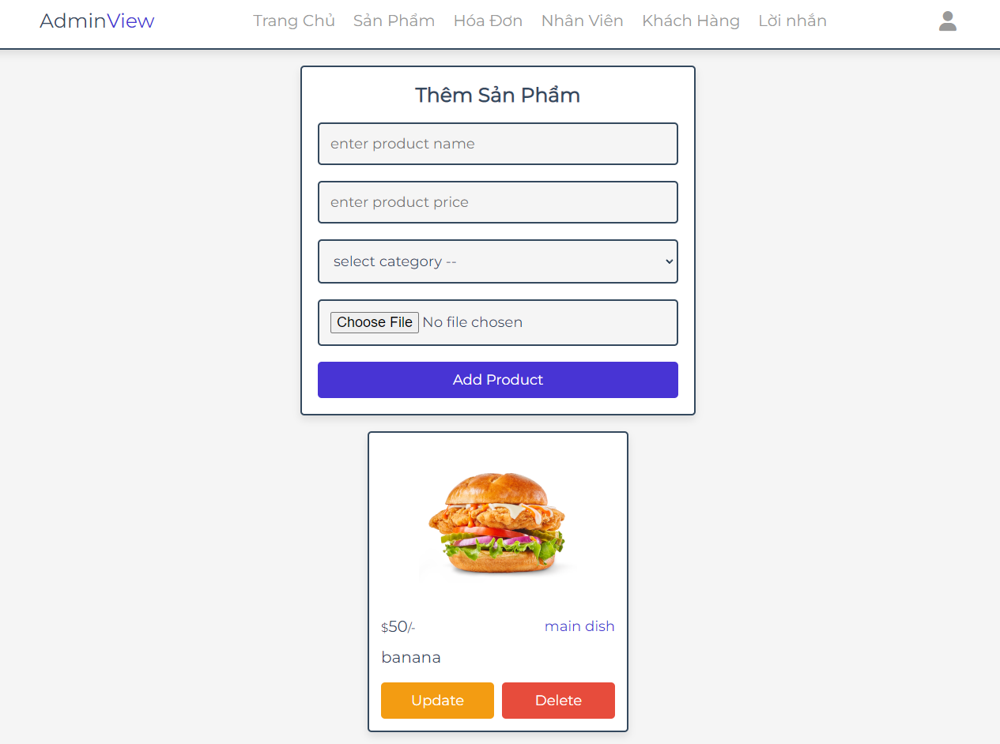 AdminView
Trang Chủ Sản Phẩm Hóa Đơn Nhân Viên Khách Hàng Lời nhắn
Thêm Sản Phẩm
enter product name
enter product price
select category --
Choose File No file chosen
Add Product
$50/- main dish
banana
Update Delete